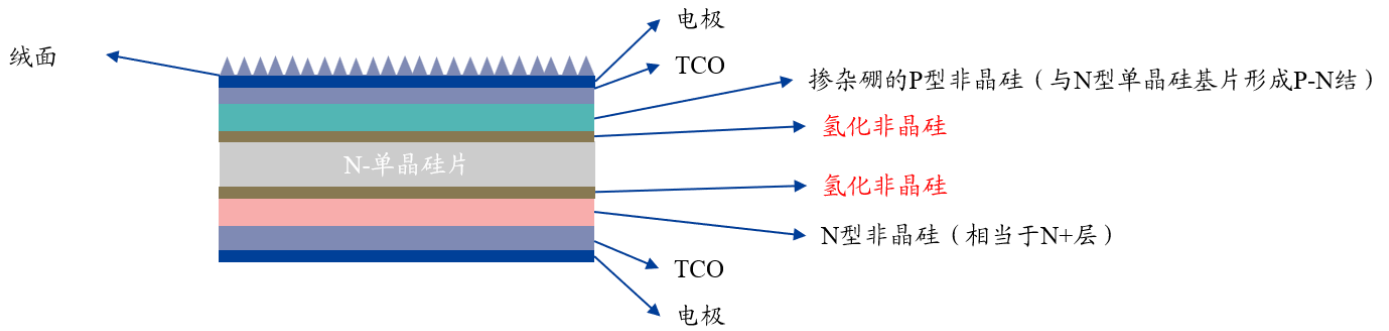 电极
绒面
TCO
掺杂硼的P型非晶硅（与N型单晶硅基片形成P-N结）
氢化非晶硅
N-单晶硅片
氢化非晶硅
N型非晶硅（相当于N+层）
TCO
电极